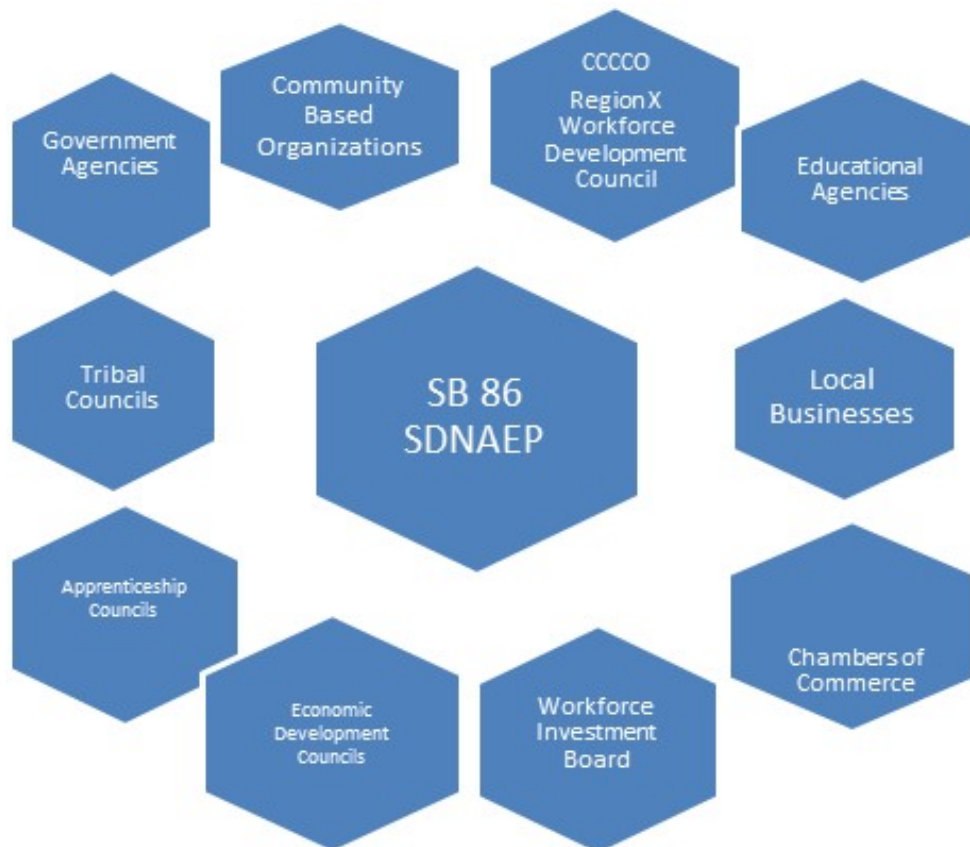 Government
Agencies
Community
Based
Organizations
CCCCO
Region X
Workforce
Development
Council
Educational
Agencies
Tribal
Councils
SB 86
SDNAEP
Local
Businesses
Apprenticeship
Councils
Economic
Development
Councils
Workforce
Investment
Board
Chambers of
Commerce